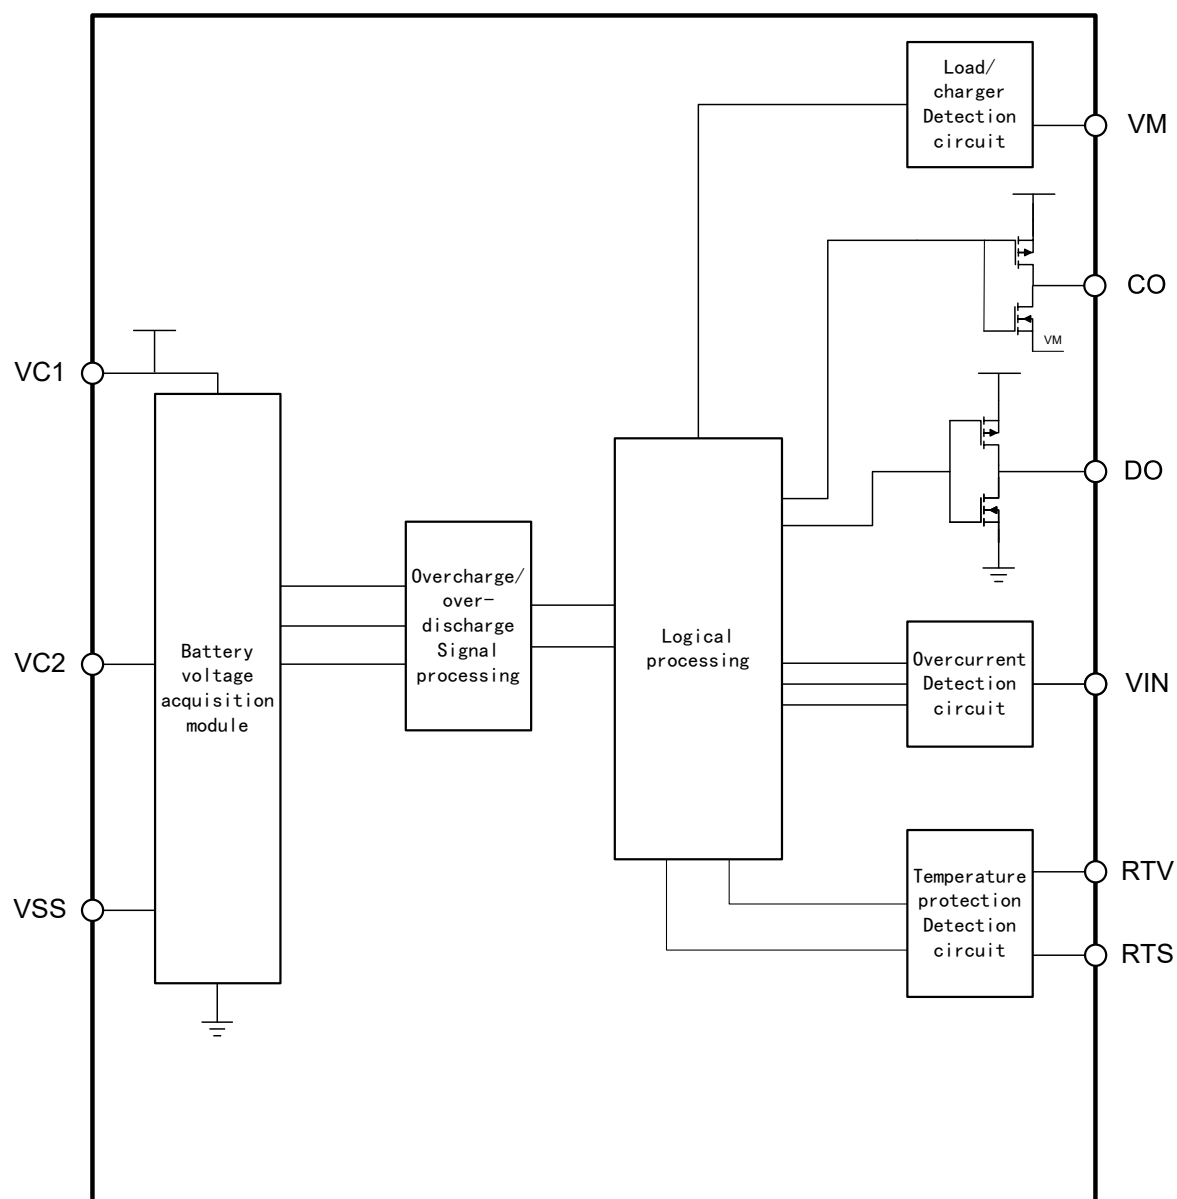 Load/
charger
Detection
circuit
VM
CO
VM
VC1
DO
Overcharge/
over-
discharge
Signal
processing
Logical
processing
Battery
voltage
acquisition
module
VC2
Overcurrent
Detection
circuit
VIN
Temperature
protection
Detection
circuit
RTV
RTS
VSS